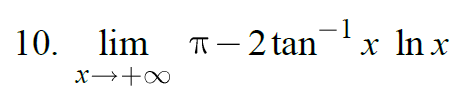 10. lim π − 2 tan⁻¹ x ln x
x→+∞